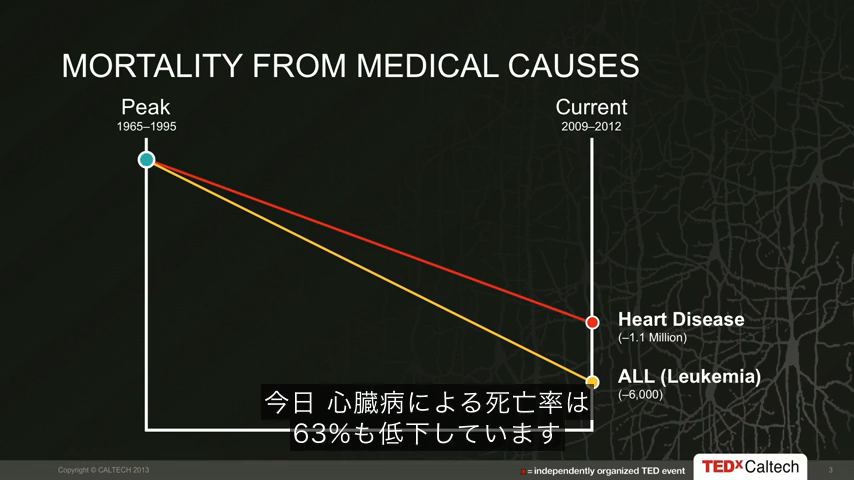 MORTALITY FROM MEDICAL CAUSES
Peak
1965–1995
Current
2009–2012
Heart Disease
(–1.1 Million)
ALL (Leukemia)
(–6,000)
今日 心臓病による死亡率は
63%も低下しています
Copyright © CALTECH 2013
x = independently organized TED event
TEDxCaltech
3